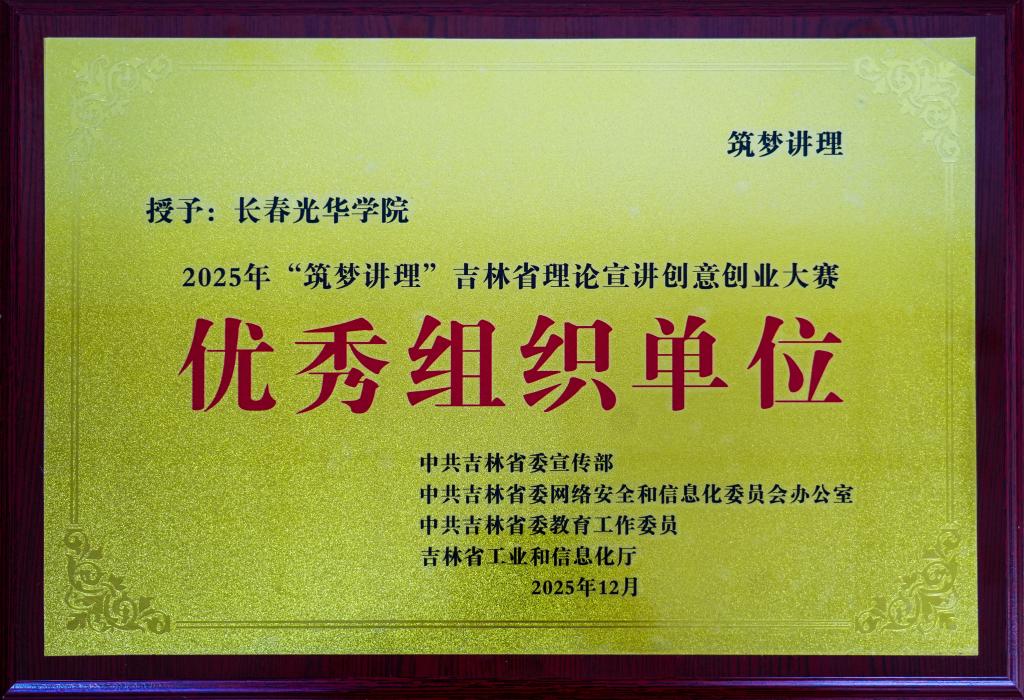 筑梦讲理
授予：长春光华学院
2025年“筑梦讲理”吉林省理论宣讲创意创业大赛
优秀组织单位
中共吉林省委宣传部
中共吉林省委网络安全和信息化委员会办公室
中共吉林省委教育工作委员
吉林省工业和信息化厅
2025年12月